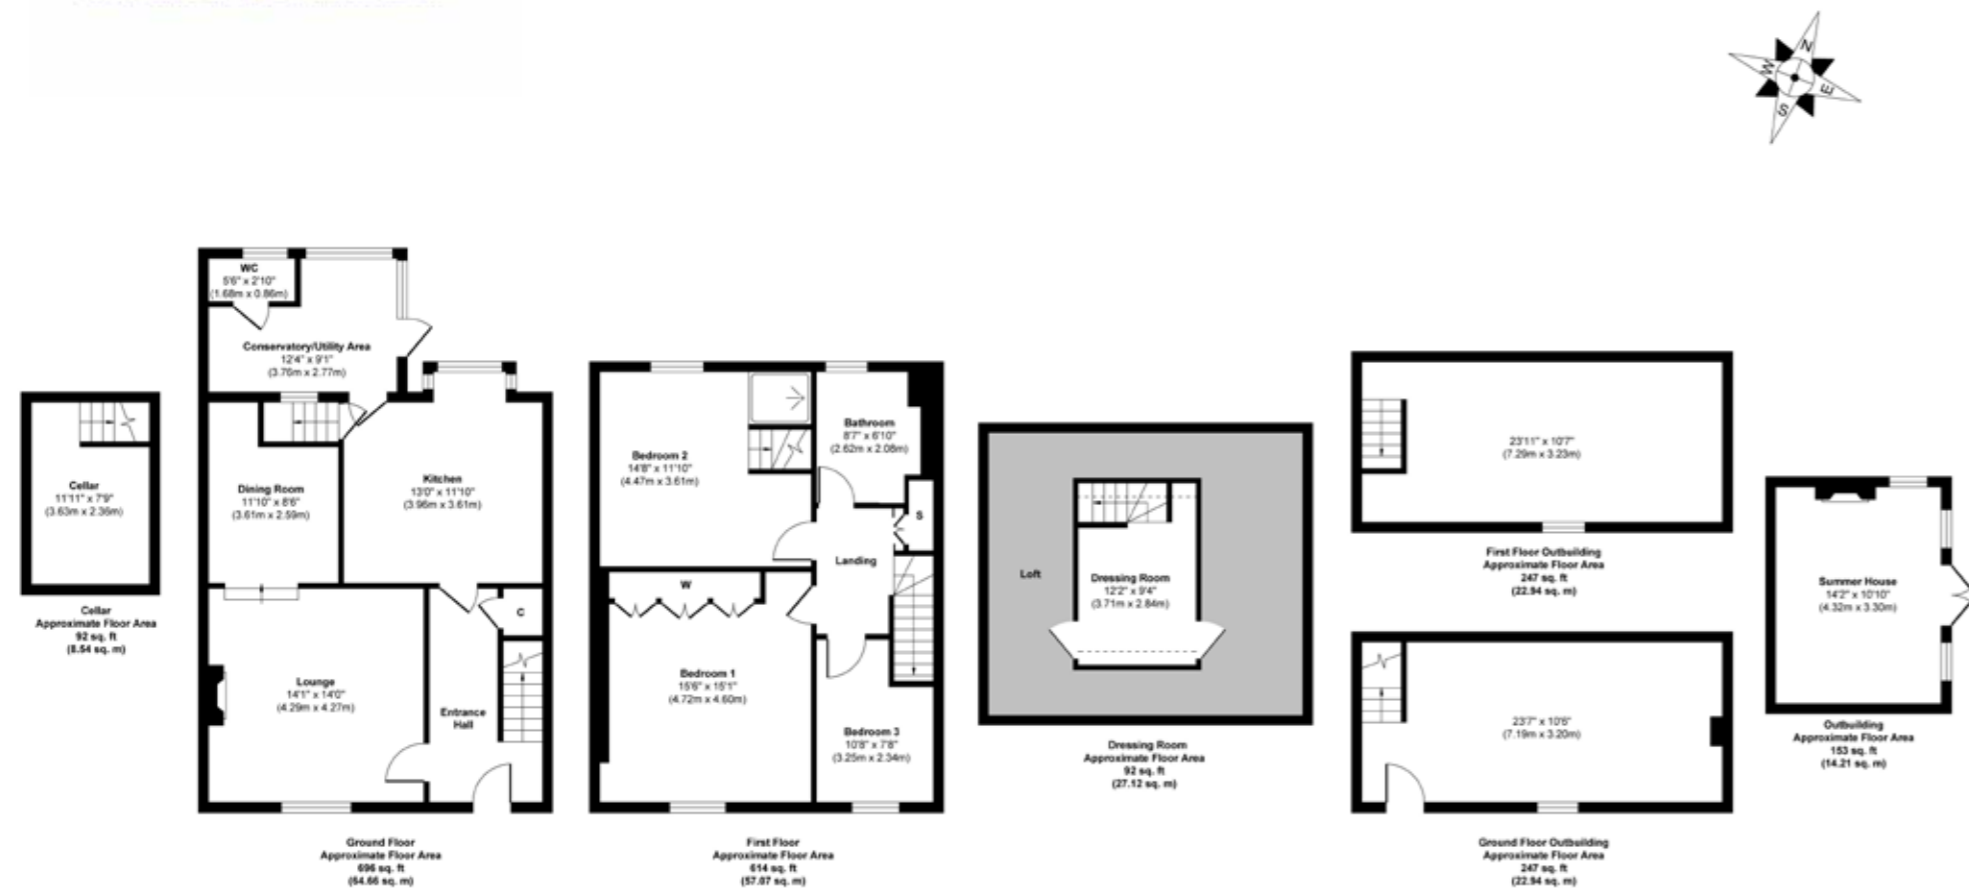 N
W
E
S
WC
5'6" x 2'10"
(1.68m x 0.86m)
Conservatory/Utility Area
12'4" x 9'1"
(3.76m x 2.77m)
Cellar
11'11" x 7'9"
(3.63m x 2.36m)
Cellar
Approximate Floor Area
92 sq. ft
(8.54 sq. m)
Dining Room
11'10" x 8'6"
(3.61m x 2.59m)
Kitchen
13'0" x 11'10"
(3.96m x 3.61m)
C
Lounge
14'1" x 14'0"
(4.29m x 4.27m)
Entrance
Hall
Ground Floor
Approximate Floor Area
696 sq. ft
(64.66 sq. m)
Bedroom 2
14'8" x 11'10"
(4.47m x 3.61m)
Bathroom
8'7" x 6'10"
(2.62m x 2.08m)
S
Landing
W
Bedroom 1
15'6" x 15'1"
(4.72m x 4.60m)
Bedroom 3
10'8" x 7'8"
(3.25m x 2.34m)
First Floor
Approximate Floor Area
614 sq. ft
(57.07 sq. m)
Loft
Dressing Room
12'2" x 9'4"
(3.71m x 2.84m)
Dressing Room
Approximate Floor Area
92 sq. ft
(27.12 sq. m)
23'11" x 10'7"
(7.29m x 3.23m)
First Floor Outbuilding
Approximate Floor Area
247 sq. ft
(22.94 sq. m)
23'7" x 10'6"
(7.19m x 3.20m)
Ground Floor Outbuilding
Approximate Floor Area
247 sq. ft
(22.94 sq. m)
Summer House
14'2" x 10'10"
(4.32m x 3.30m)
Outbuilding
Approximate Floor Area
153 sq. ft
(14.21 sq. m)